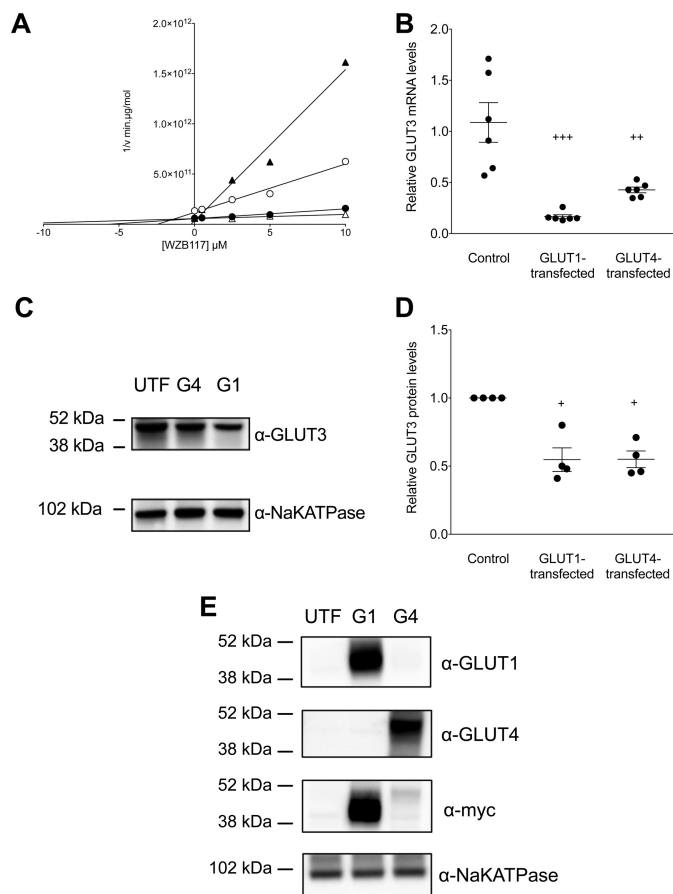 A
1/v min.µg/mol
2.0×10¹²
1.5×10¹²
1.0×10¹²
5.0×10¹¹
-10 -5 0 5 10
[WZB117] µM
B
Relative GLUT3 mRNA levels
2.0
1.5
1.0
0.5
0.0
+++ ++
Control GLUT1- GLUT4-
transfected transfected
C
UTF G4 G1
52 kDa
38 kDa
α-GLUT3
102 kDa
α-NaKATPase
D
Relative GLUT3 protein levels
1.5
1.0
0.5
0.0
+ +
Control GLUT1- GLUT4-
transfected transfected
E
UTF G1 G4
52 kDa
38 kDa
α-GLUT1
52 kDa
38 kDa
α-GLUT4
52 kDa
38 kDa
α-myc
102 kDa
α-NaKATPase